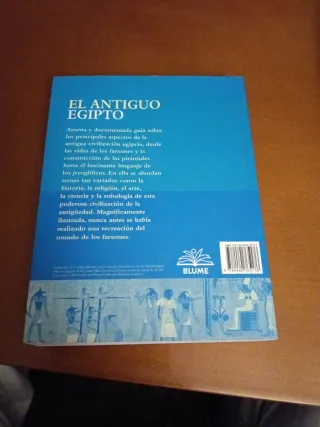 EL ANTIGUO
EGIPTO
Amena y documentada guía sobre
los principales aspectos de la
antigua civilización egipcia, desde
las vidas de los faraones y la
construcción de las pirámides
hasta el fascinante lenguaje de
los jeroglíficos. En ella se abordan
temas tan variados como la
historia, la religión, el arte,
la ciencia y la mitología de esta
poderosa civilización de la
antigüedad. Magníficamente
ilustrada, nunca antes se había
realizado una recreación del
mundo de los faraones.
BLUME